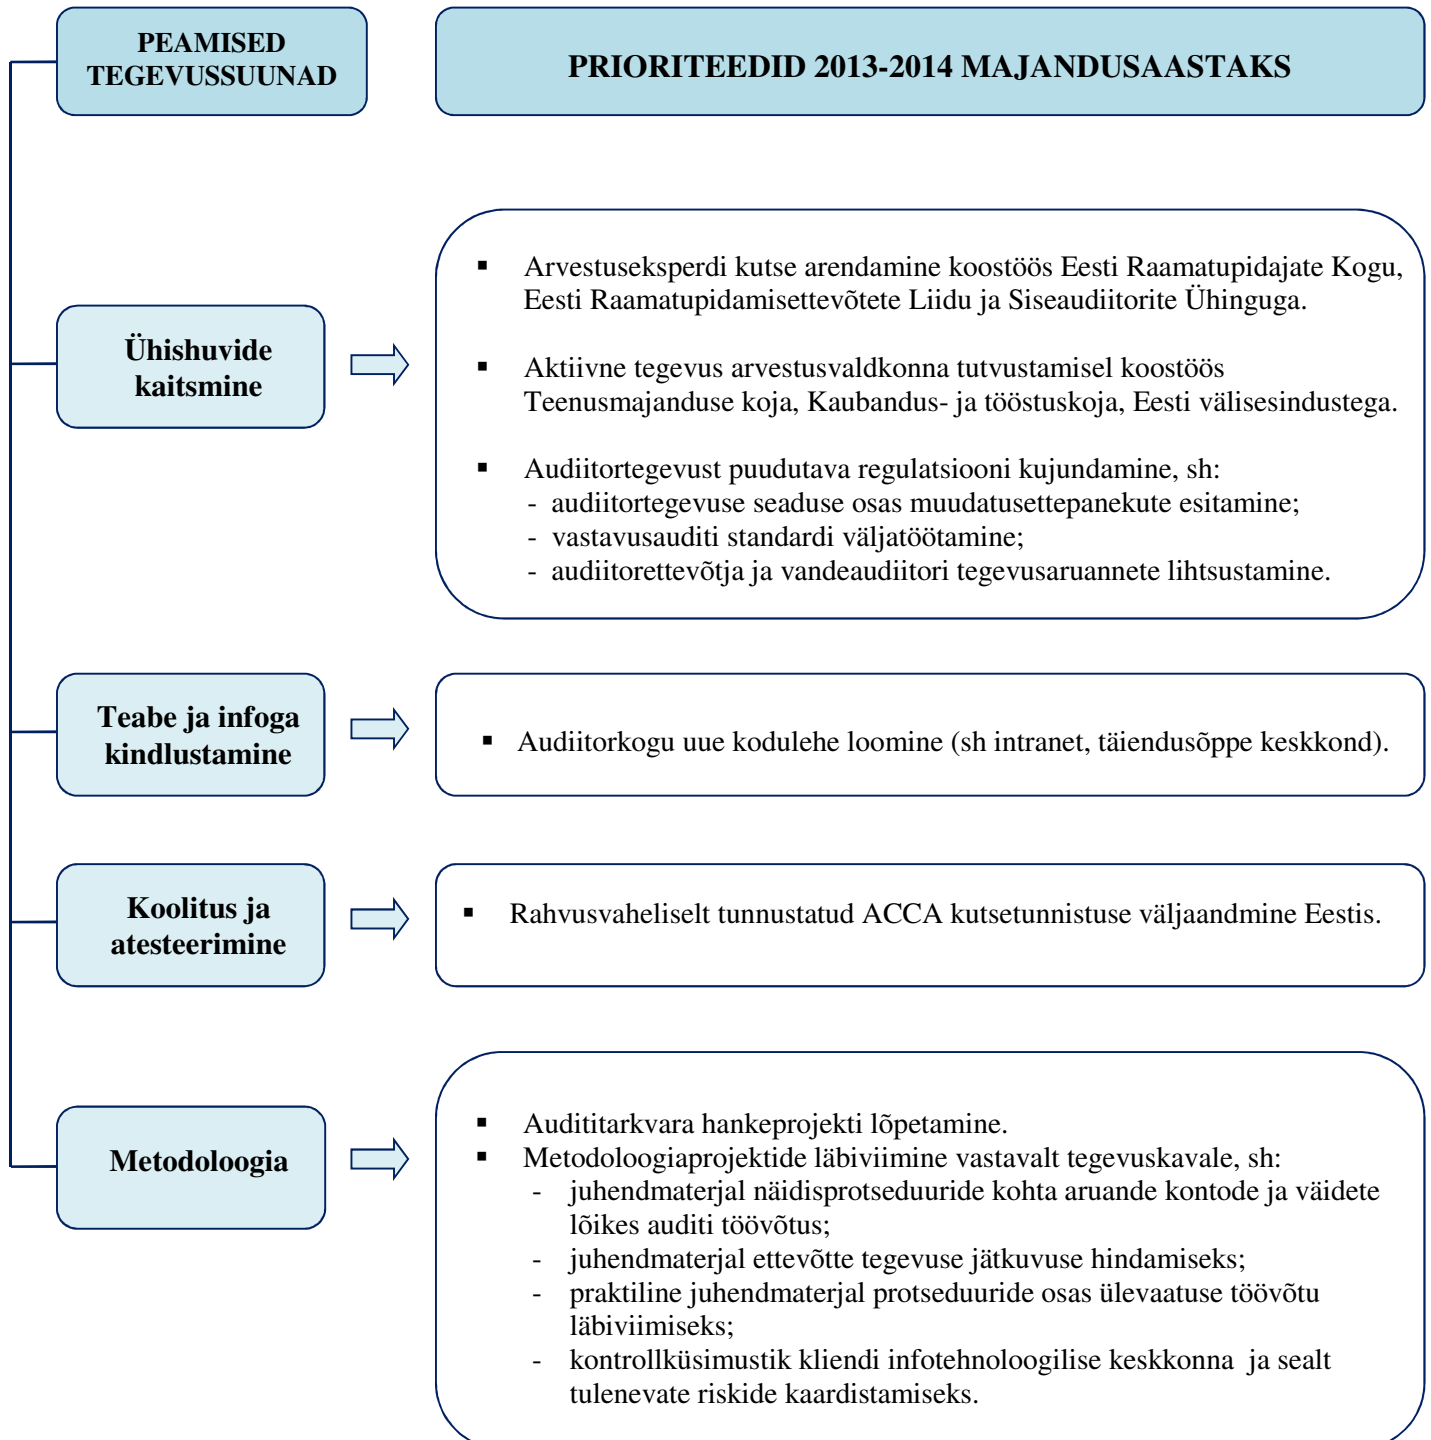 PEAMISED
TEGEVUSSUUNAD
PRIORITEEDID 2013-2014 MAJANDUSAASTAKS
Ühishuvide
kaitsmine
▪ Arvestuseksperdi kutse arendamine koostöös Eesti Raamatupidajate Kogu,
Eesti Raamatupidamisettevõtete Liidu ja Siseaudiitorite Ühinguga.
▪ Aktiivne tegevus arvestusvaldkonna tutvustamisel koostöös
Teenusmajanduse koja, Kaubandus- ja tööstuskoja, Eesti välisesindustega.
▪ Audiitortegevust puudutava regulatsiooni kujundamine, sh:
- audiitortegevuse seaduse osas muudatusettepanekute esitamine;
- vastavusauditi standardi väljatöötamine;
- audiitorettevõtja ja vandeaudiitori tegevusaruannete lihtsustamine.
Teabe ja infoga
kindlustamine
▪ Audiitorkogu uue kodulehe loomine (sh intranet, täiendusõppe keskkond).
Koolitus ja
atesteerimine
▪ Rahvusvaheliselt tunnustatud ACCA kutsetunnistuse väljaandmine Eestis.
Metodoloogia
▪ Audititarkvara hankeprojekti lõpetamine.
▪ Metodoloogiaprojektide läbiviimine vastavalt tegevuskavale, sh:
- juhendmaterjal näidisprotseduuride kohta aruande kontode ja väidete
lõikes auditi töövõtus;
- juhendmaterjal ettevõtte tegevuse jätkuvuse hindamiseks;
- praktiline juhendmaterjal protseduuride osas ülevaatuse töövõtu
läbiviimiseks;
- kontrollküsimustik kliendi infotehnoloogilise keskkonna ja sealt
tulenevate riskide kaardistamiseks.